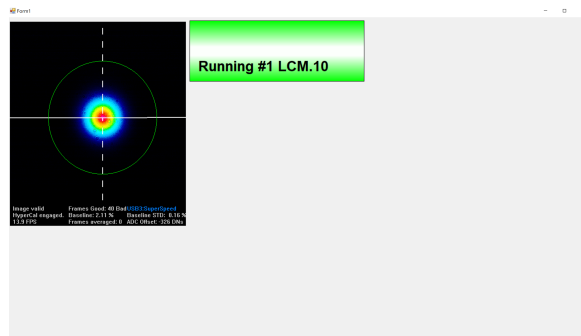 Form1
Running #1 LCM.10
Image valid Frames Good: 40 Bad USB3:SuperSpeed
HyperCal engaged. Baseline: 2.11 % Baseline STD: 0.16 %
13.9 FPS Frames averaged: 0 ADC Offset: -326 DNs